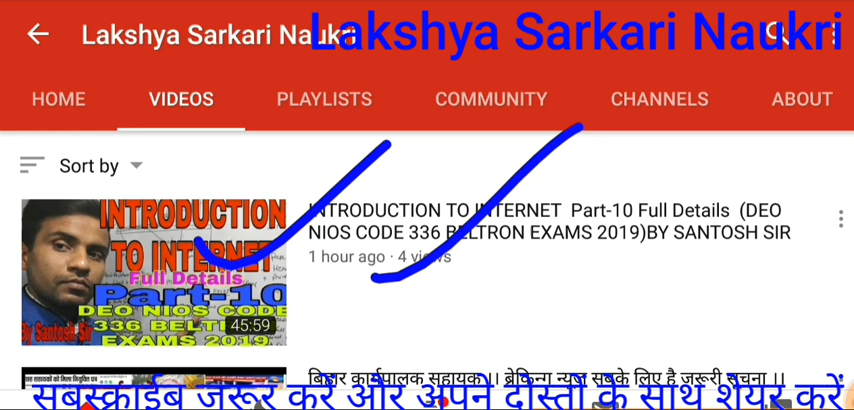 Lakshya Sarkari Naukri
Lakshya Sarkari Naukri
HOME VIDEOS PLAYLISTS COMMUNITY CHANNELS ABOUT
Sort by
INTRODUCTION
TO INTERNET
Full Details
Part-10
DEO NIOS CODE
336 BELT
EXAMS 2019
By Santosh Sir
45:59
INTRODUCTION TO INTERNET Part-10 Full Details (DEO
NIOS CODE 336 BELTRON EXAMS 2019)BY SANTOSH SIR
1 hour ago · 4 views
बिहार कार्यपालक सहायक ।। ब्रेकिंग न्यूज सबके लिए है जरूरी सूचना ।।
सबस्क्राईब जरूर करें और अपने दोस्तों के साथ शेयर करें